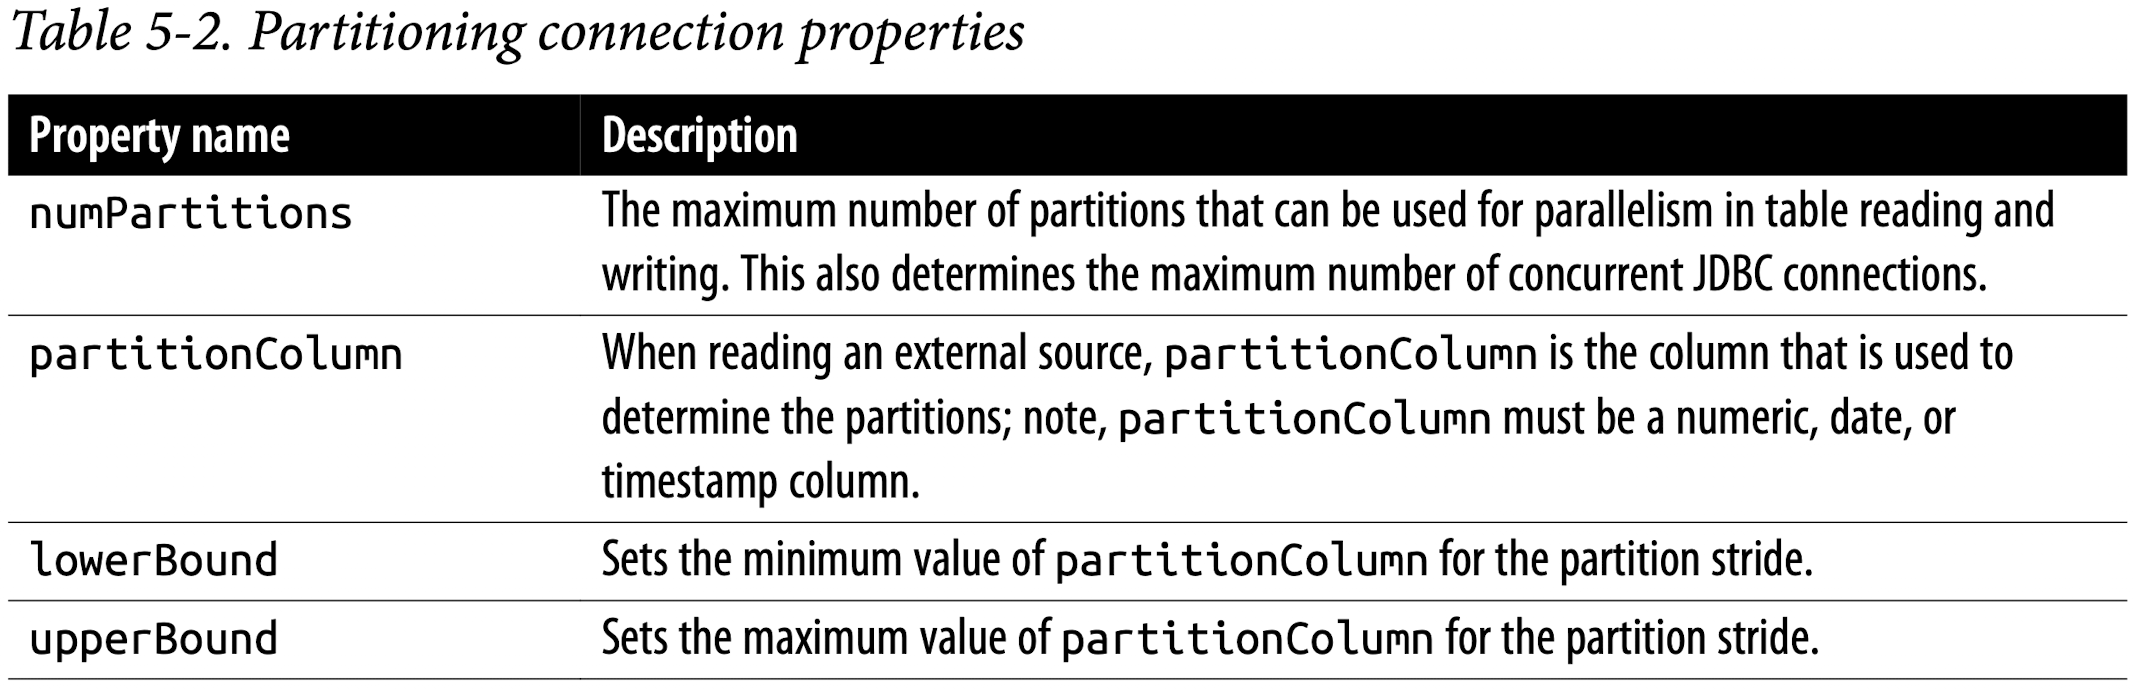 Table 5-2. Partitioning connection properties
Property name Description
numPartitions The maximum number of partitions that can be used for parallelism in table reading and
writing. This also determines the maximum number of concurrent JDBC connections.
partitionColumn When reading an external source, partitionColumn is the column that is used to
determine the partitions; note, partitionColumn must be a numeric, date, or
timestamp column.
lowerBound Sets the minimum value of partitionColumn for the partition stride.
upperBound Sets the maximum value of partitionColumn for the partition stride.